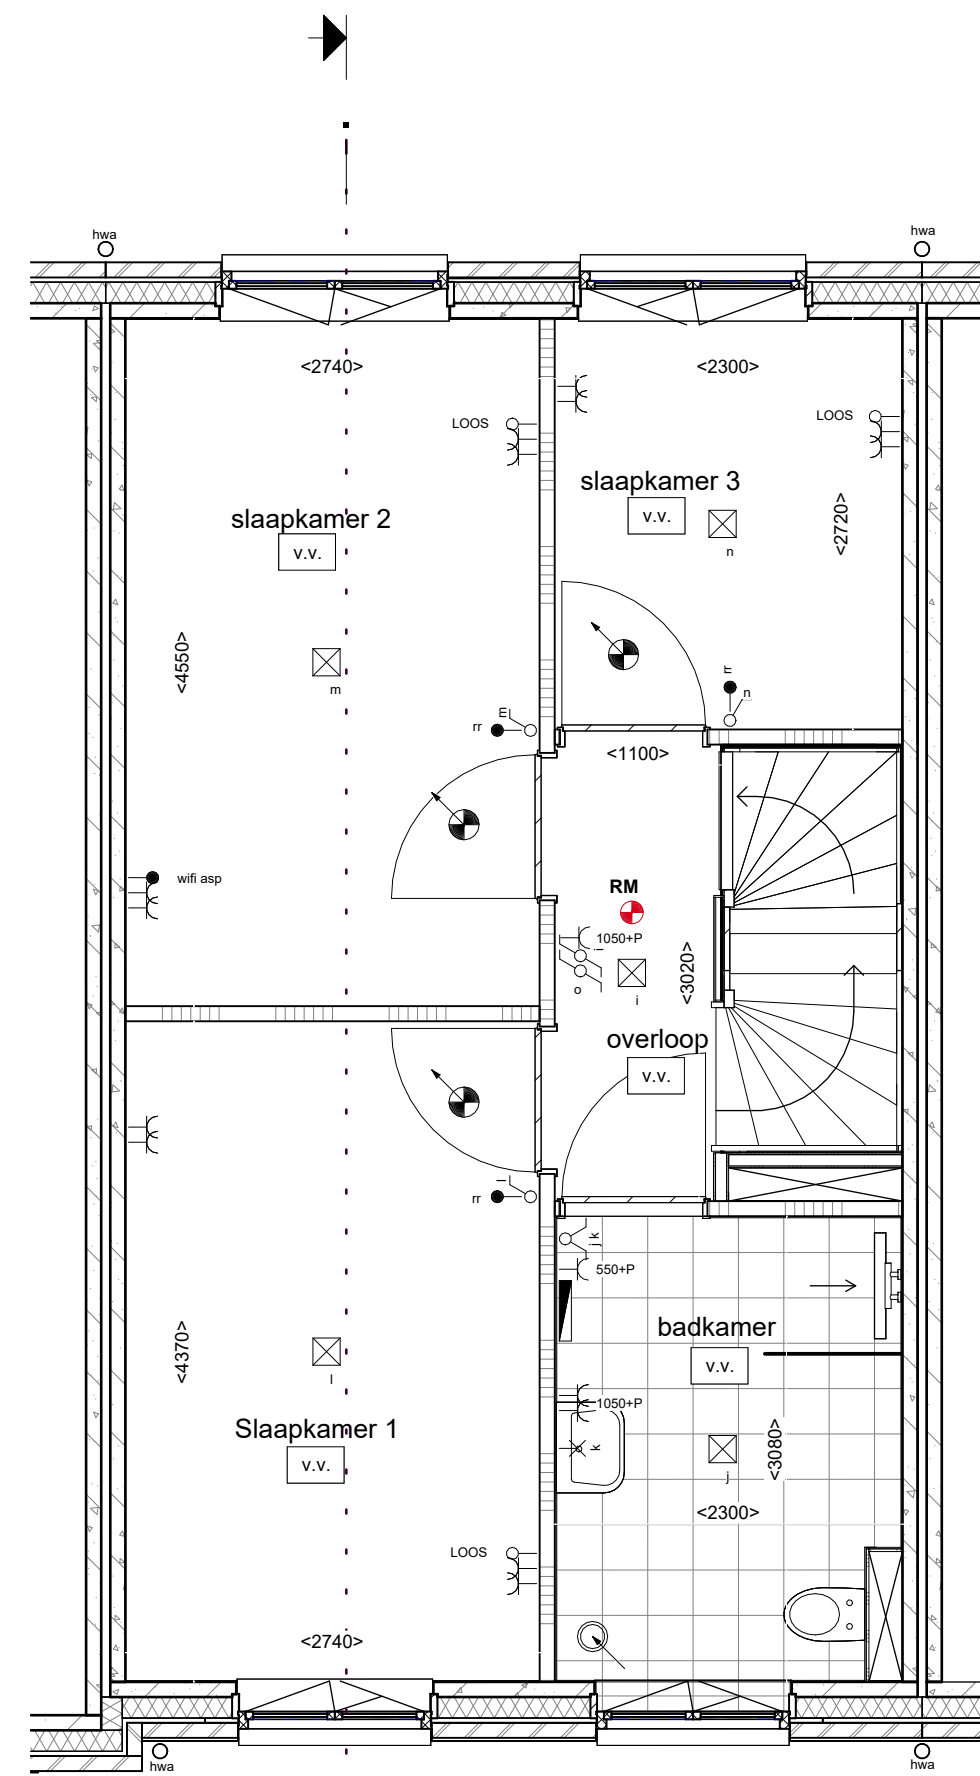 hwa
hwa
<2740>
<2300>
LOOS
LOOS
slaapkamer 3
v.v.
n
<2720>
slaapkamer 2
v.v.
<4550>
m
rr
m
rr
n
<1100>
wifi asp
RM
1050+P
i
o
i
<3020>
overloop
v.v.
rr
l
j k
550+P
badkamer
v.v.
<4370>
l
1050+P
k
j
<3080>
Slaapkamer 1
v.v.
<2300>
LOOS
<2740>
hwa
hwa